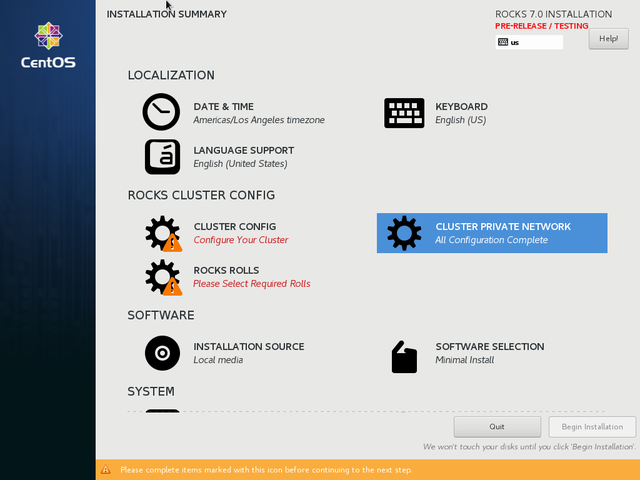 INSTALLATION SUMMARY
ROCKS 7.0 INSTALLATION
PRE-RELEASE / TESTING
us
Help!
CentOS
LOCALIZATION
DATE & TIME
Americas/Los Angeles timezone
KEYBOARD
English (US)
á
LANGUAGE SUPPORT
English (United States)
ROCKS CLUSTER CONFIG
CLUSTER CONFIG
Configure Your Cluster
CLUSTER PRIVATE NETWORK
All Configuration Complete
ROCKS ROLLS
Please Select Required Rolls
SOFTWARE
INSTALLATION SOURCE
Local media
SOFTWARE SELECTION
Minimal Install
SYSTEM
Quit
Begin Installation
We won't touch your disks until you click 'Begin Installation'.
Please complete items marked with this icon before continuing to the next step.